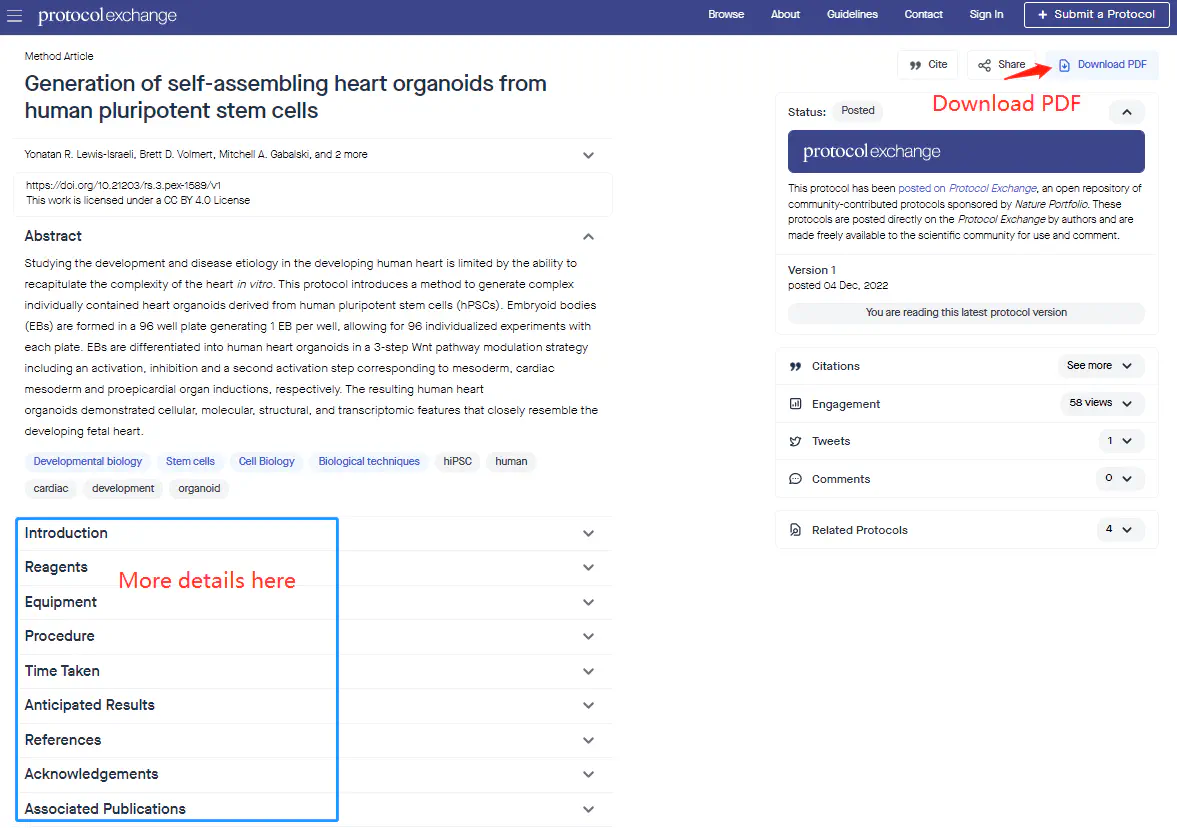 protocol exchange
Browse
About
Guidelines
Contact
Sign In
+ Submit a Protocol
Method Article
Generation of self-assembling heart organoids from
human pluripotent stem cells
Yonatan R. Lewis-Israeli, Brett D. Volmert, Mitchell A. Gabalski, and 2 more
https://doi.org/10.21203/rs.3.pex-1589/v1
This work is licensed under a CC BY 4.0 License
Abstract
Studying the development and disease etiology in the developing human heart is limited by the ability to
recapitulate the complexity of the heart in vitro. This protocol introduces a method to generate complex
individually contained heart organoids derived from human pluripotent stem cells (hPSCs). Embryoid bodies
(EBs) are formed in a 96 well plate generating 1 EB per well, allowing for 96 individualized experiments with
each plate. EBs are differentiated into human heart organoids in a 3-step Wnt pathway modulation strategy
including an activation, inhibition and a second activation step corresponding to mesoderm, cardiac
mesoderm and proepicardial organ inductions, respectively. The resulting human heart
organoids demonstrated cellular, molecular, structural, and transcriptomic features that closely resemble the
developing fetal heart.
Developmental biology
Stem cells
Cell Biology
Biological techniques
hiPSC
human
cardiac
development
organoid
Introduction
Reagents
More details here
Equipment
Procedure
Time Taken
Anticipated Results
References
Acknowledgements
Associated Publications
Cite
Share
Download PDF
Download PDF
Status:
Posted
protocol exchange
This protocol has been posted on Protocol Exchange, an open repository of
community-contributed protocols sponsored by Nature Portfolio. These
protocols are posted directly on the Protocol Exchange by authors and are
made freely available to the scientific community for use and comment.
Version 1
posted 04 Dec, 2022
You are reading this latest protocol version
Citations
See more
Engagement
58 views
Tweets
1
Comments
0
Related Protocols
4